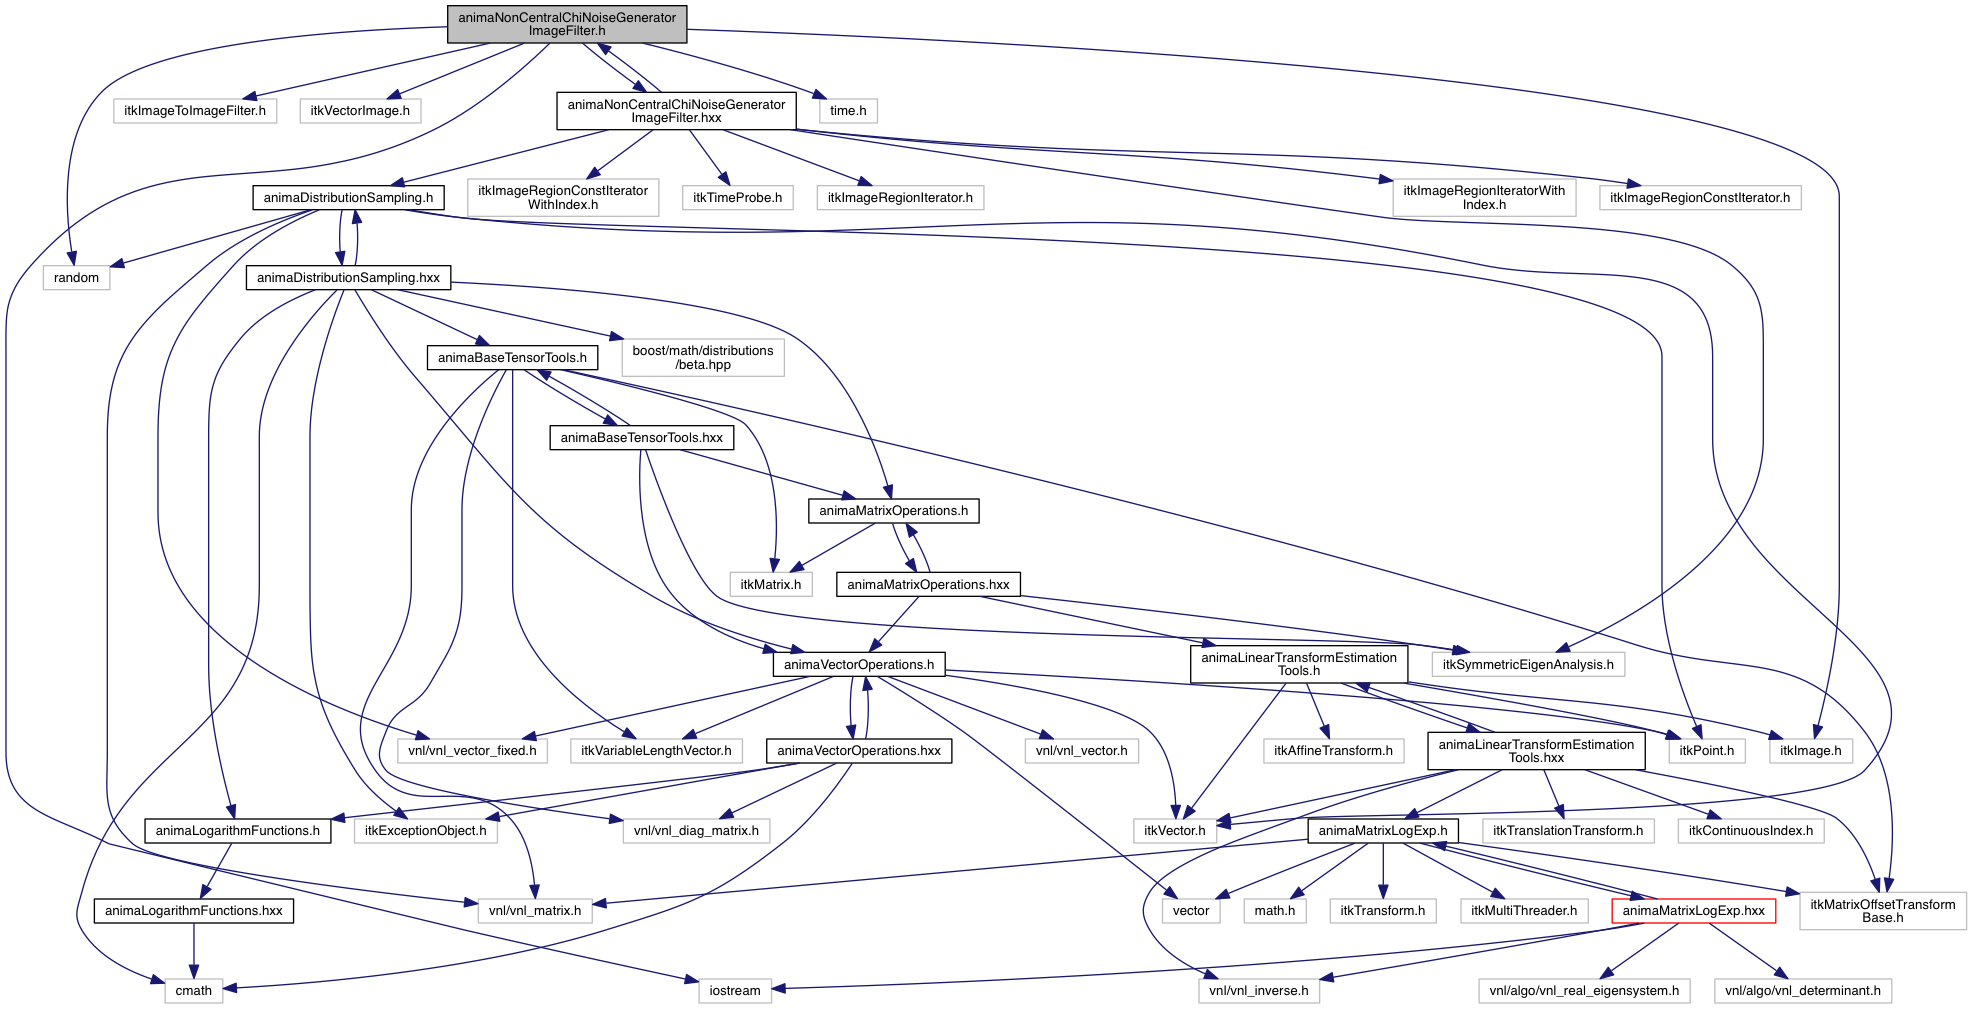 animaNonCentralChiNoiseGenerator
ImageFilter.h
itkImageToImageFilter.h
itkVectorImage.h
animaNonCentralChiNoiseGenerator
ImageFilter.hxx
time.h
animaDistributionSampling.h
itkImageRegionConstIterator
WithIndex.h
itkTimeProbe.h
itkImageRegionIterator.h
itkImageRegionIteratorWith
Index.h
itkImageRegionConstIterator.h
random
animaDistributionSampling.hxx
animaBaseTensorTools.h
boost/math/distributions
/beta.hpp
animaBaseTensorTools.hxx
animaMatrixOperations.h
itkMatrix.h
animaMatrixOperations.hxx
animaVectorOperations.h
animaLinearTransformEstimation
Tools.h
itkSymmetricEigenAnalysis.h
vnl/vnl_vector_fixed.h
itkVariableLengthVector.h
animaVectorOperations.hxx
vnl/vnl_vector.h
itkAffineTransform.h
animaLinearTransformEstimation
Tools.hxx
itkPoint.h
itkImage.h
animaLogarithmFunctions.h
itkExceptionObject.h
vnl/vnl_diag_matrix.h
itkVector.h
animaMatrixLogExp.h
itkTranslationTransform.h
itkContinuousIndex.h
animaLogarithmFunctions.hxx
vnl/vnl_matrix.h
vector
math.h
itkTransform.h
itkMultiThreader.h
animaMatrixLogExp.hxx
itkMatrixOffsetTransform
Base.h
cmath
iostream
vnl/vnl_inverse.h
vnl/algo/vnl_real_eigensystem.h
vnl/algo/vnl_determinant.h